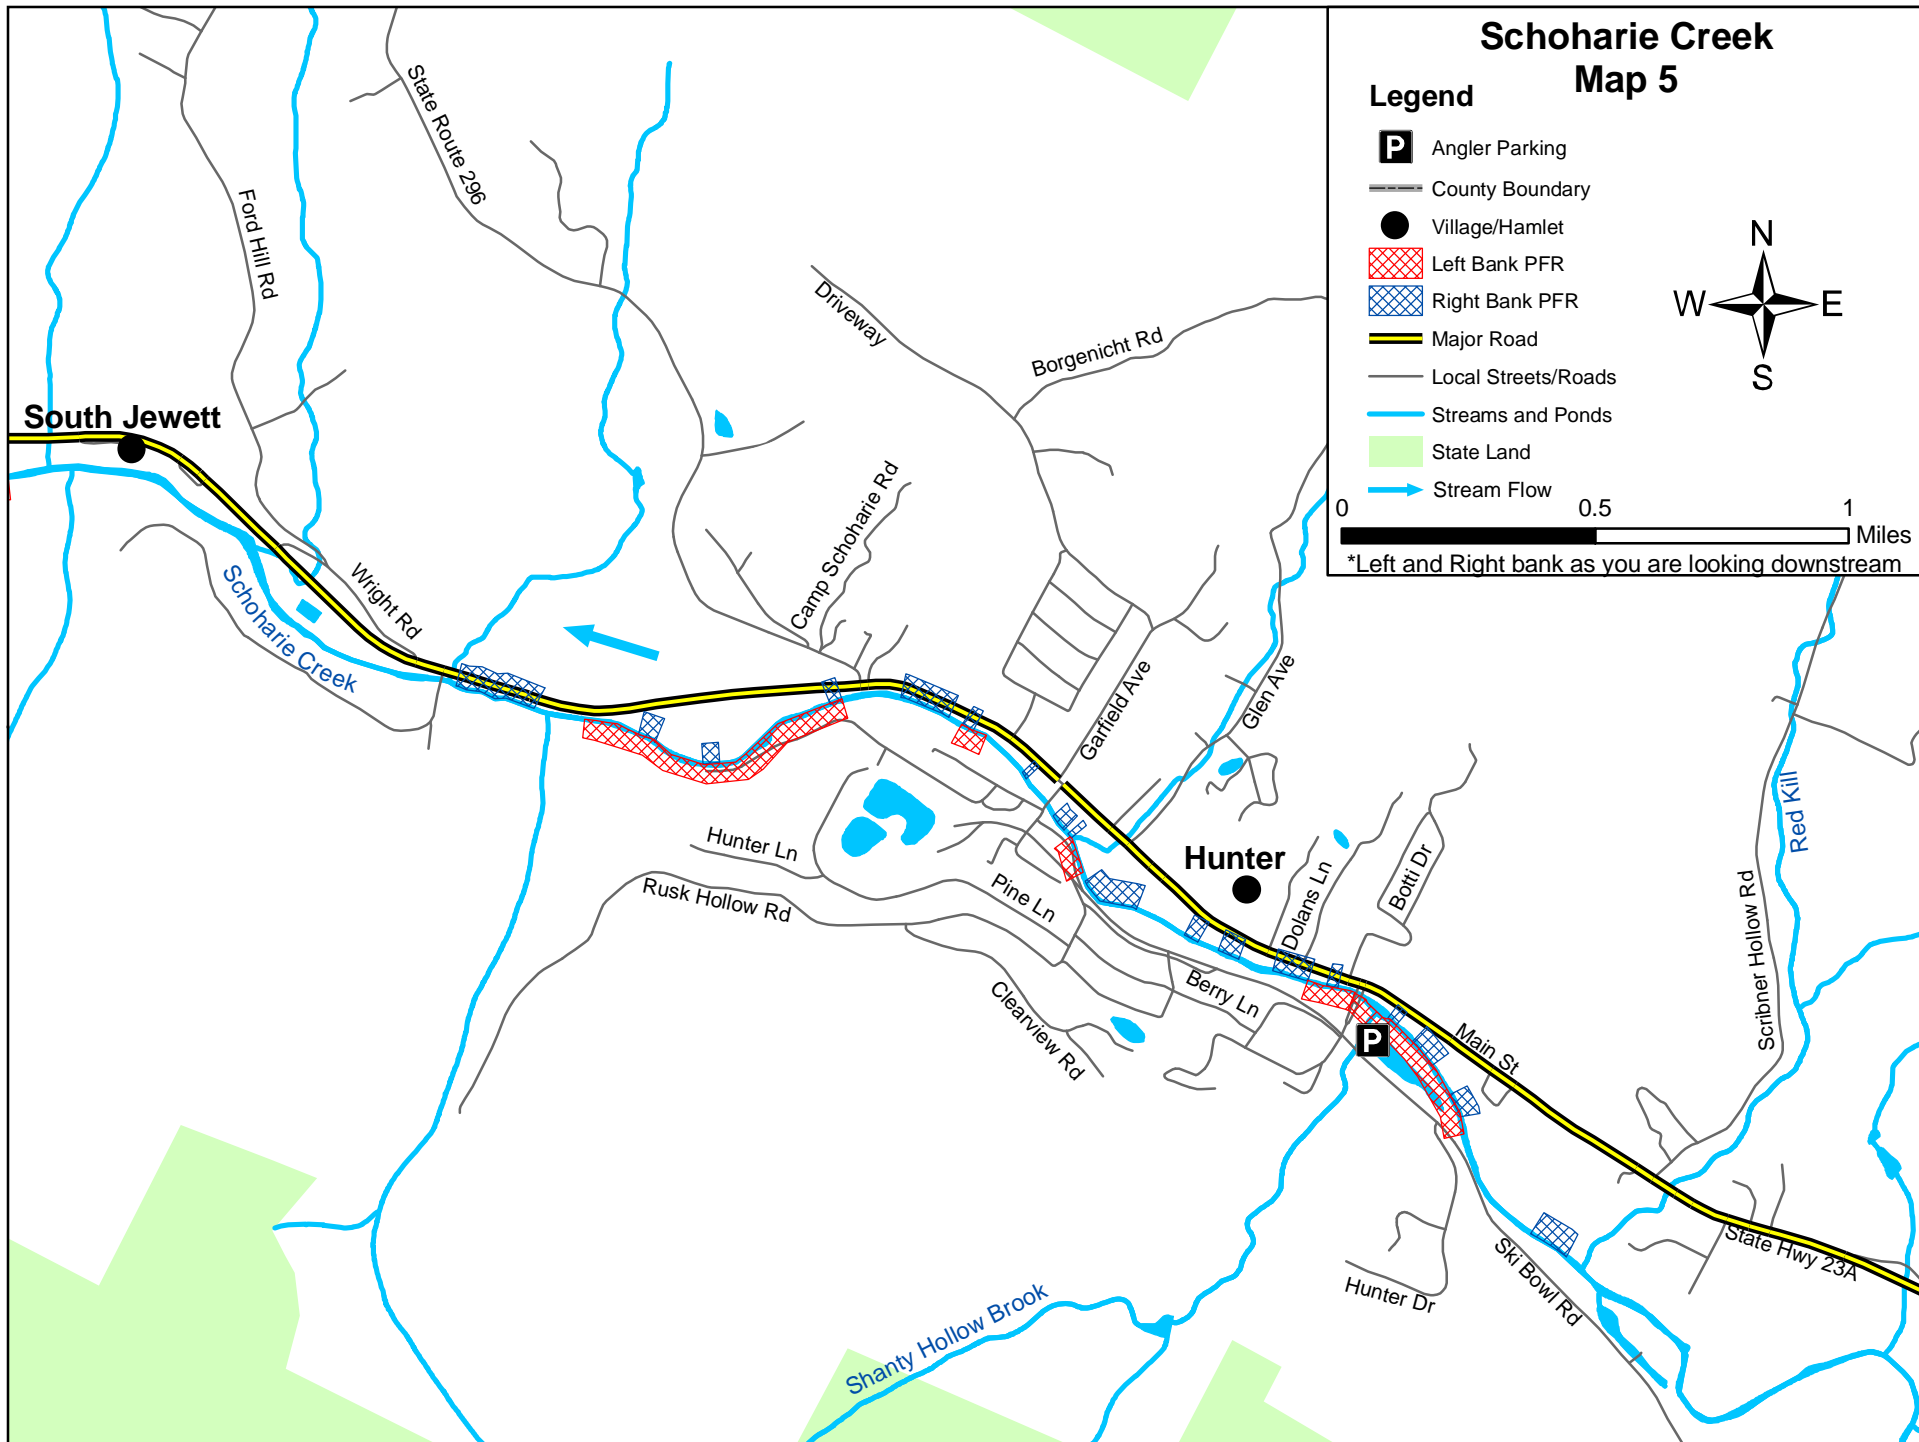 Schoharie Creek
Map 5
Legend
P Angler Parking
County Boundary
Village/Hamlet
Left Bank PFR
Right Bank PFR
Major Road
Local Streets/Roads
Streams and Ponds
State Land
Stream Flow
N
W E
S
0 0.5 1
Miles
*Left and Right bank as you are looking downstream
State Route 296
Ford Hill Rd
Driveway
Borgenicht Rd
South Jewett
Camp Schoharie Rd
Wright Rd
Schoharie Creek
Garfield Ave
Glen Ave
Red Kill
Hunter Ln
Rusk Hollow Rd
Pine Ln
Hunter
Dolans Ln
Botti Dr
Scribner Hollow Rd
Berry Ln
Clearview Rd
P
Main St
State Hwy 23A
Ski Bowl Rd
Hunter Dr
Shanty Hollow Brook